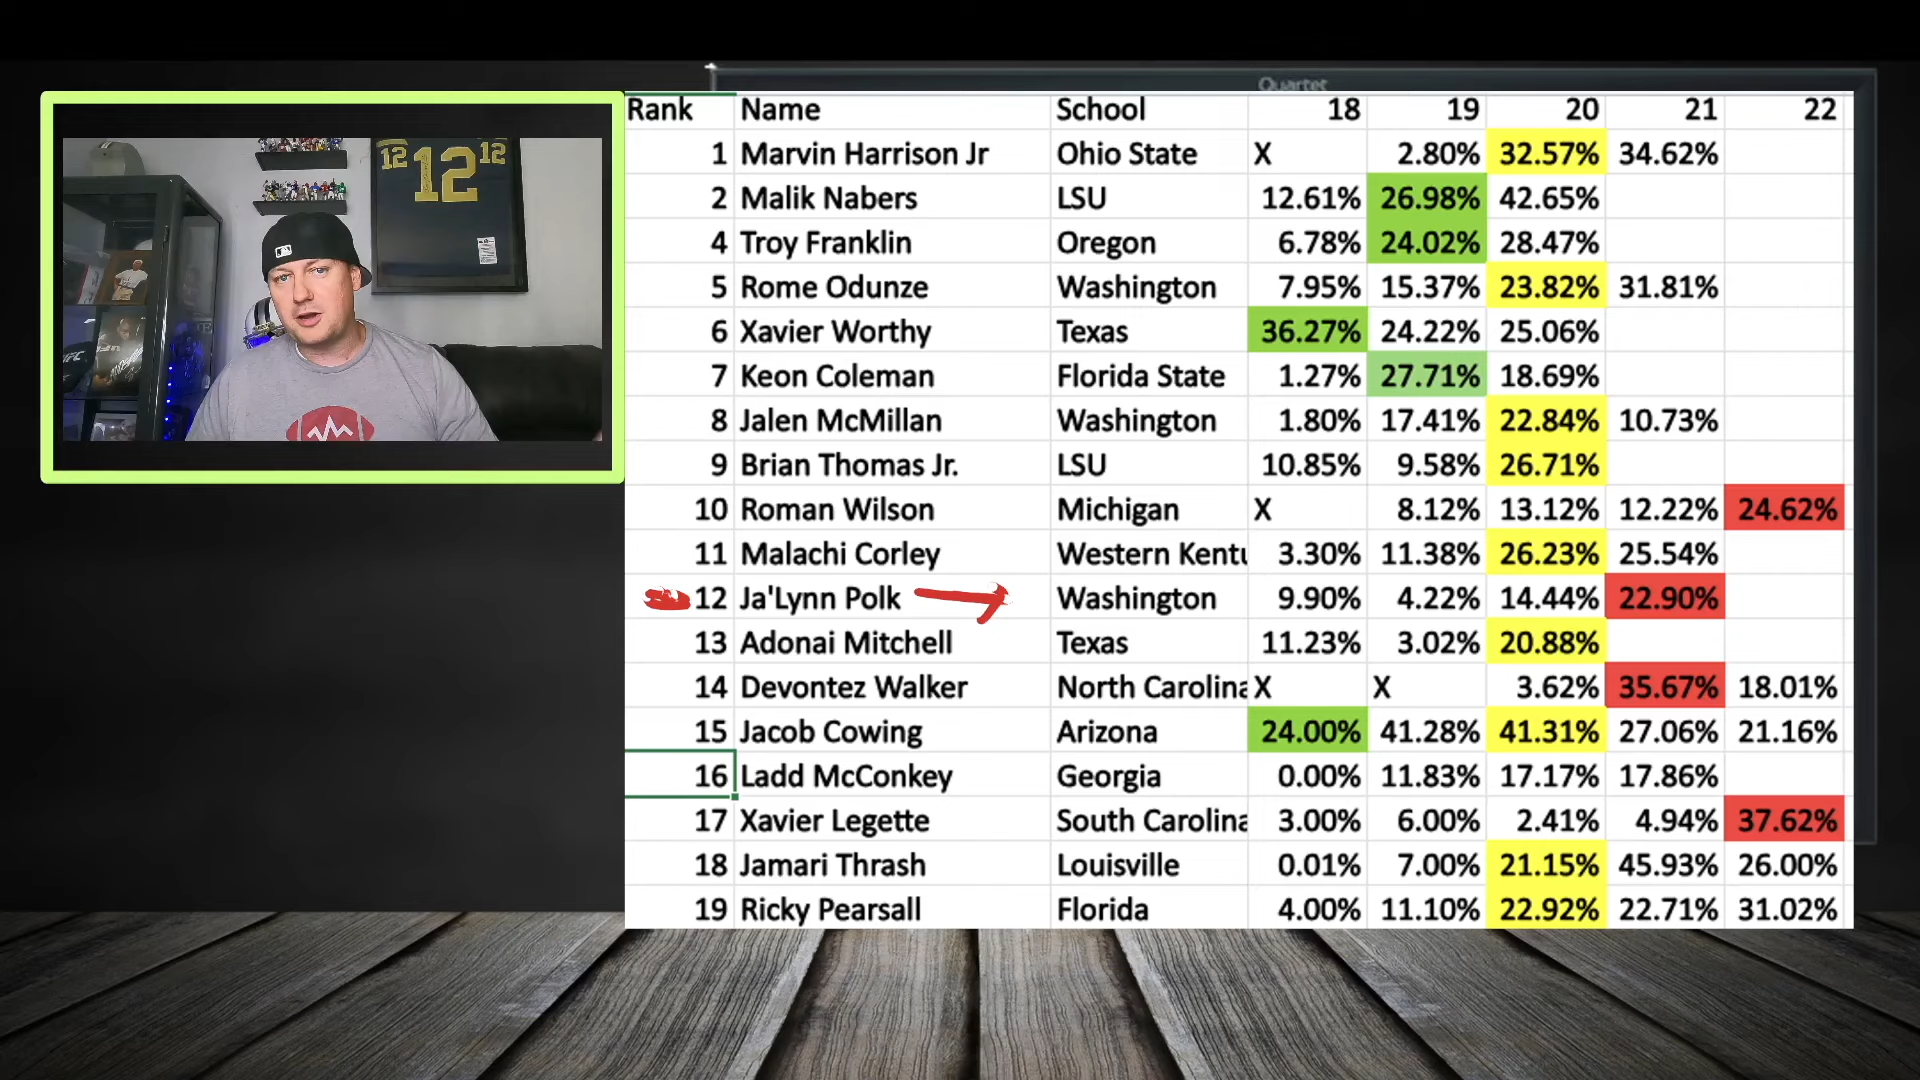 Quartet
Rank Name School 18 19 20 21 22
1 Marvin Harrison Jr Ohio State X 2.80% 32.57% 34.62%
2 Malik Nabers LSU 12.61% 26.98% 42.65%
4 Troy Franklin Oregon 6.78% 24.02% 28.47%
5 Rome Odunze Washington 7.95% 15.37% 23.82% 31.81%
6 Xavier Worthy Texas 36.27% 24.22% 25.06%
7 Keon Coleman Florida State 1.27% 27.71% 18.69%
8 Jalen McMillan Washington 1.80% 17.41% 22.84% 10.73%
9 Brian Thomas Jr. LSU 10.85% 9.58% 26.71%
10 Roman Wilson Michigan X 8.12% 13.12% 12.22% 24.62%
11 Malachi Corley Western Kentu 3.30% 11.38% 26.23% 25.54%
12 Ja'Lynn Polk Washington 9.90% 4.22% 14.44% 22.90%
13 Adonai Mitchell Texas 11.23% 3.02% 20.88%
14 Devontez Walker North Carolina X X 3.62% 35.67% 18.01%
15 Jacob Cowing Arizona 24.00% 41.28% 41.31% 27.06% 21.16%
16 Ladd McConkey Georgia 0.00% 11.83% 17.17% 17.86%
17 Xavier Legette South Carolina 3.00% 6.00% 2.41% 4.94% 37.62%
18 Jamari Thrash Louisville 0.01% 7.00% 21.15% 45.93% 26.00%
19 Ricky Pearsall Florida 4.00% 11.10% 22.92% 22.71% 31.02%
12 12 12
UFC